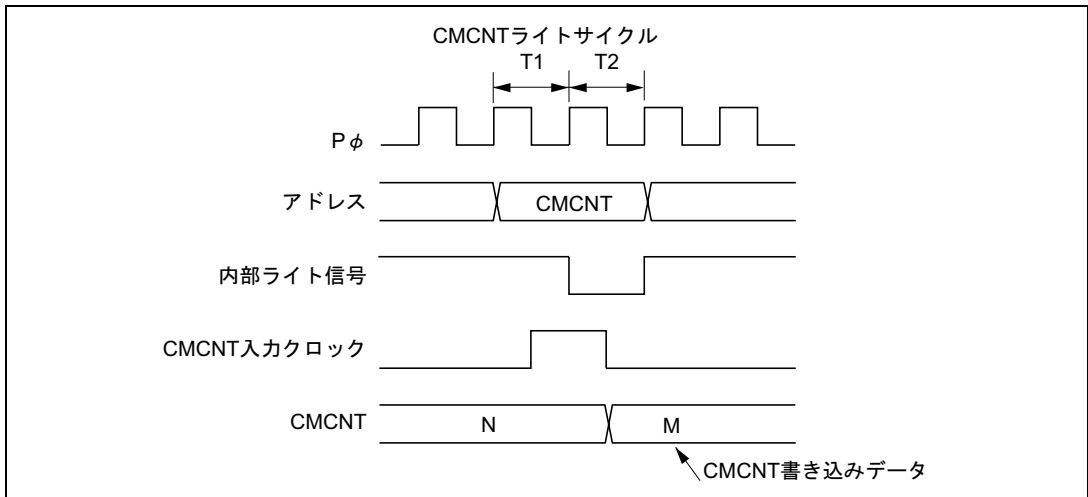 CMCNTライトサイクル
T1 T2
Pφ
アドレス CMCNT
内部ライト信号
CMCNT入力クロック
CMCNT N M
CMCNT書き込みデータ